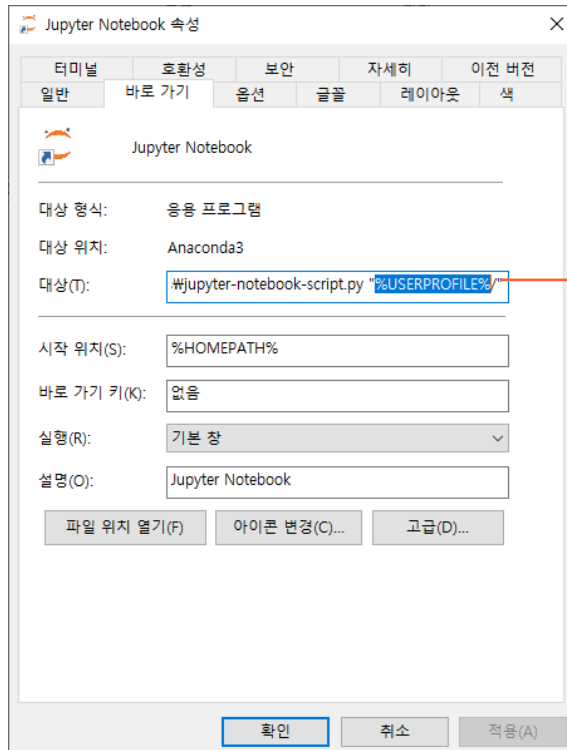 Jupyter Notebook 속성
터미널 호환성 보안 자세히 이전 버전
일반 바로 가기 옵션 글꼴 레이아웃 색
Jupyter Notebook
대상 형식: 응용 프로그램
대상 위치: Anaconda3
대상(T): .₩jupyter-notebook-script.py "%USERPROFILE%/"
시작 위치(S): %HOMEPATH%
바로 가기 키(K): 없음
실행(R): 기본 창
설명(O): Jupyter Notebook
파일 위치 열기(F) 아이콘 변경(C)... 고급(D)...
확인 취소 적용(A)